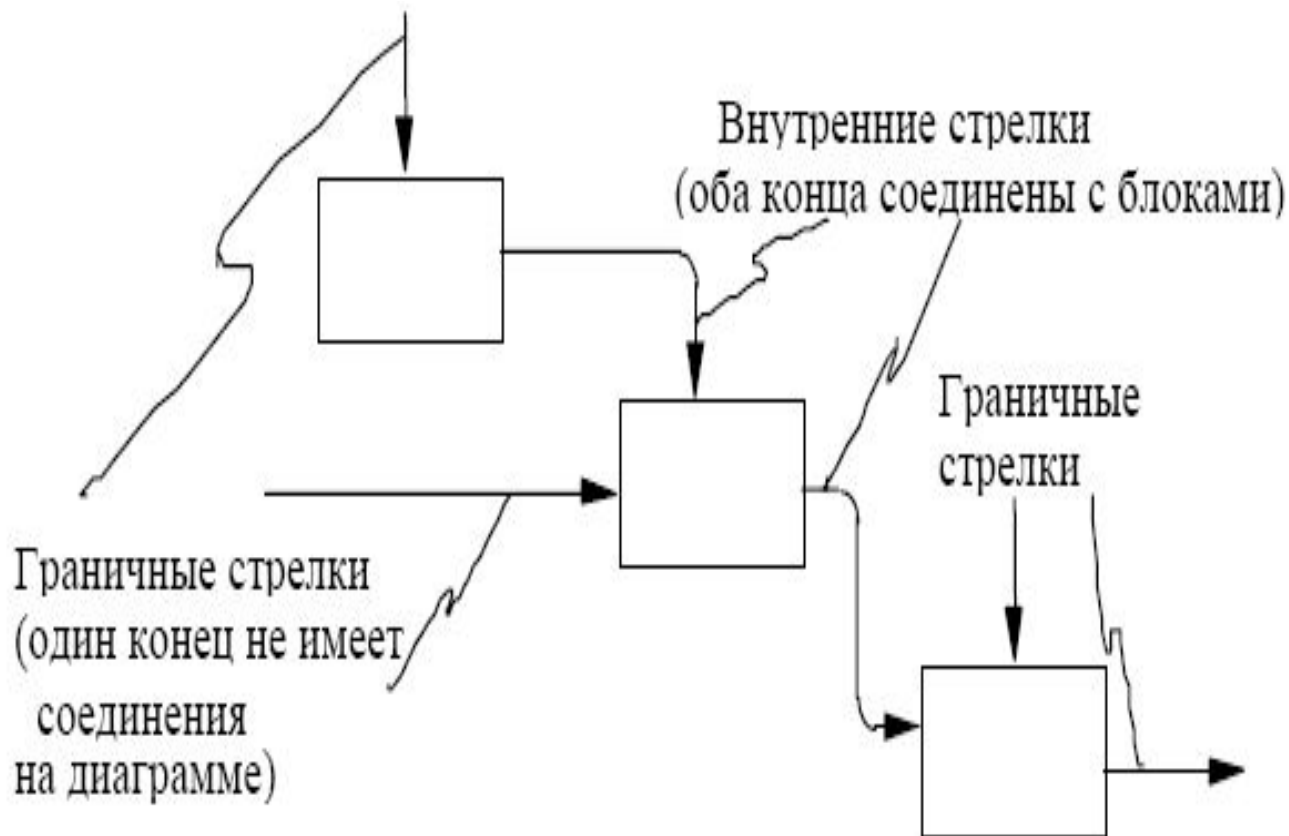 Внутренние стрелки
(оба конца соединены с блоками)
Граничные
стрелки
Граничные стрелки
(один конец не имеет
соединения
на диаграмме)